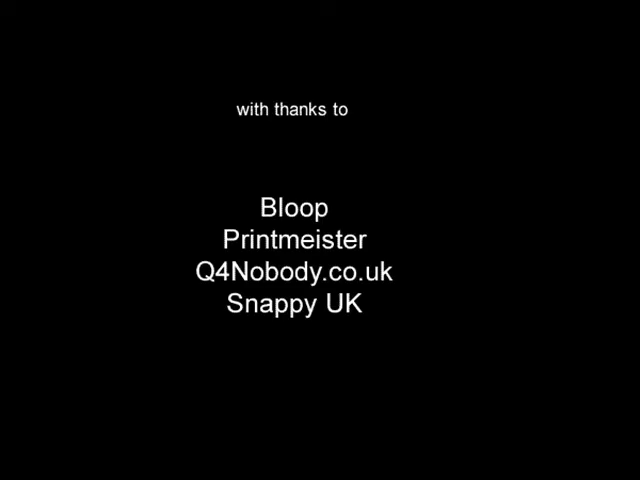 with thanks to
Bloop
Printmeister
Q4Nobody.co.uk
Snappy UK